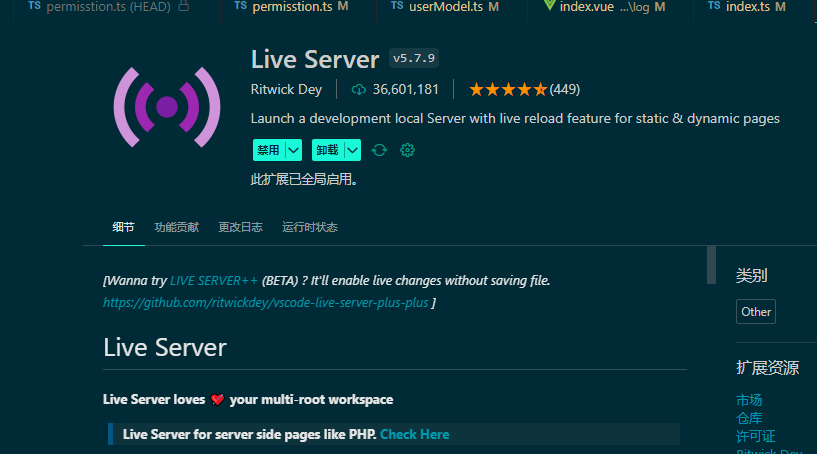 TS permisstion.ts (HEAD)
TS permisstion.ts M
TS userModel.ts M
index.vue ...\log M
TS index.ts M
Live Server v5.7.9
Ritwick Dey 36,601,181 (449)
Launch a development local Server with live reload feature for static & dynamic pages
禁用 卸载
此扩展已全局启用。
细节 功能贡献 更改日志 运行时状态
[Wanna try LIVE SERVER++ (BETA) ? It'll enable live changes without saving file.
https://github.com/ritwickdey/vscode-live-server-plus-plus ]
Live Server
Live Server loves 💓 your multi-root workspace
Live Server for server side pages like PHP. Check Here
类别
Other
扩展资源
市场
仓库
许可证
Ritwick Dey